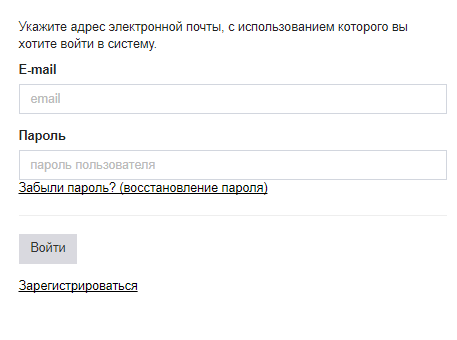 Укажите адрес электронной почты, с использованием которого вы
хотите войти в систему.
E-mail
email
Пароль
пароль пользователя
Забыли пароль? (восстановление пароля)
Войти
Зарегистрироваться